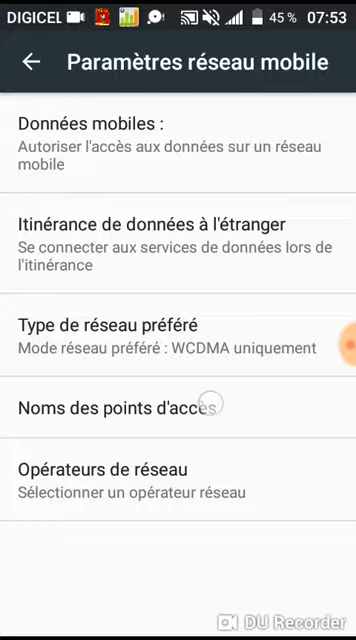 DIGICEL 45 % 07:53
Paramètres réseau mobile
Données mobiles :
Autoriser l'accès aux données sur un réseau
mobile
Itinérance de données à l'étranger
Se connecter aux services de données lors de
l'itinérance
Type de réseau préféré
Mode réseau préféré : WCDMA uniquement
Noms des points d'accès
Opérateurs de réseau
Sélectionner un opérateur réseau
DU Recorder